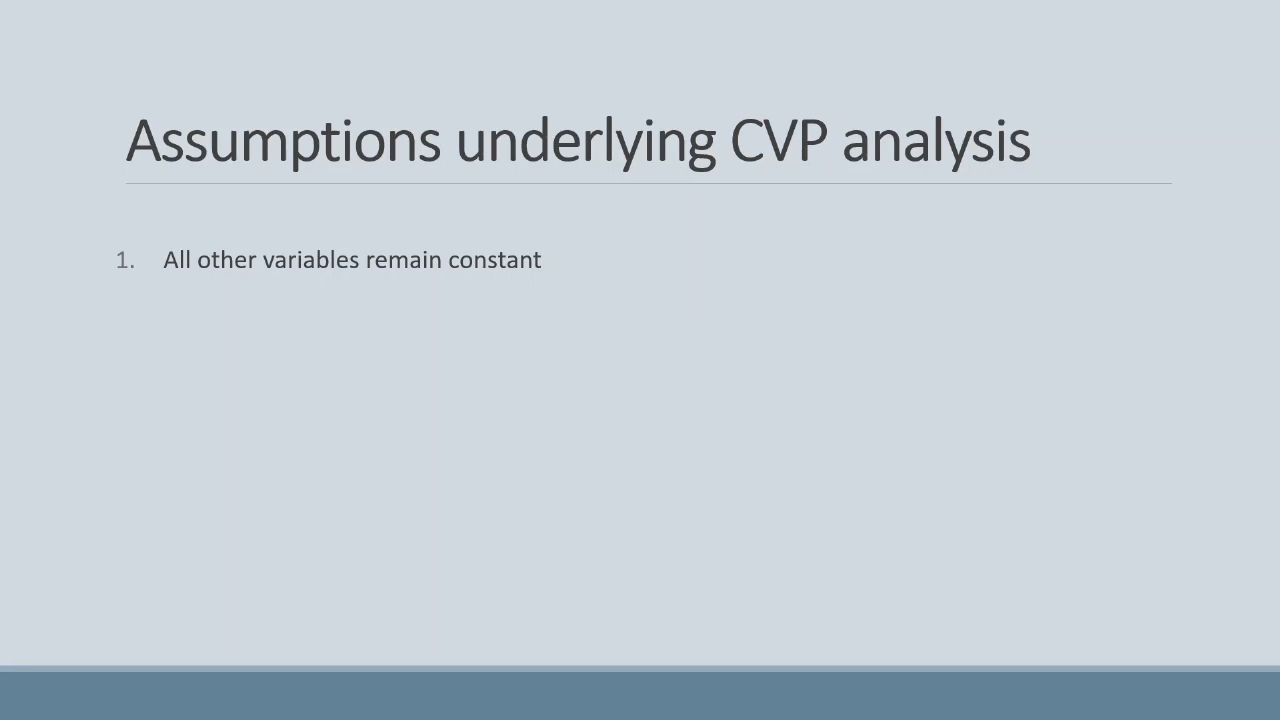 Assumptions underlying CVP analysis
1. All other variables remain constant